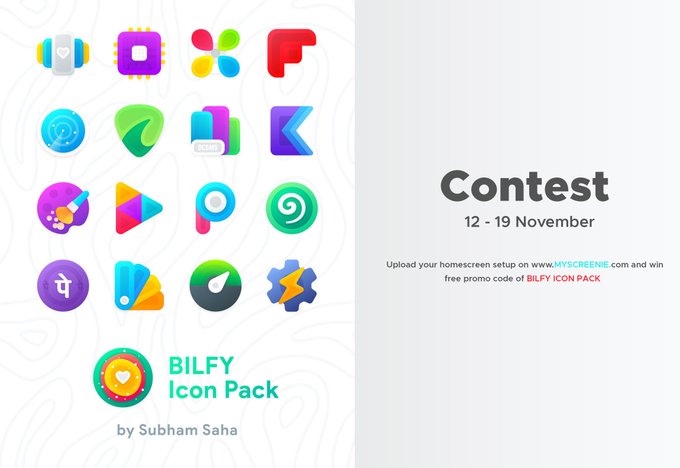 पे
BILFY
Icon Pack
by Subham Saha
Contest
12 - 19 November
Upload your homescreen setup on www.MYSCREENIE.com and win
free promo code of BILFY ICON PACK